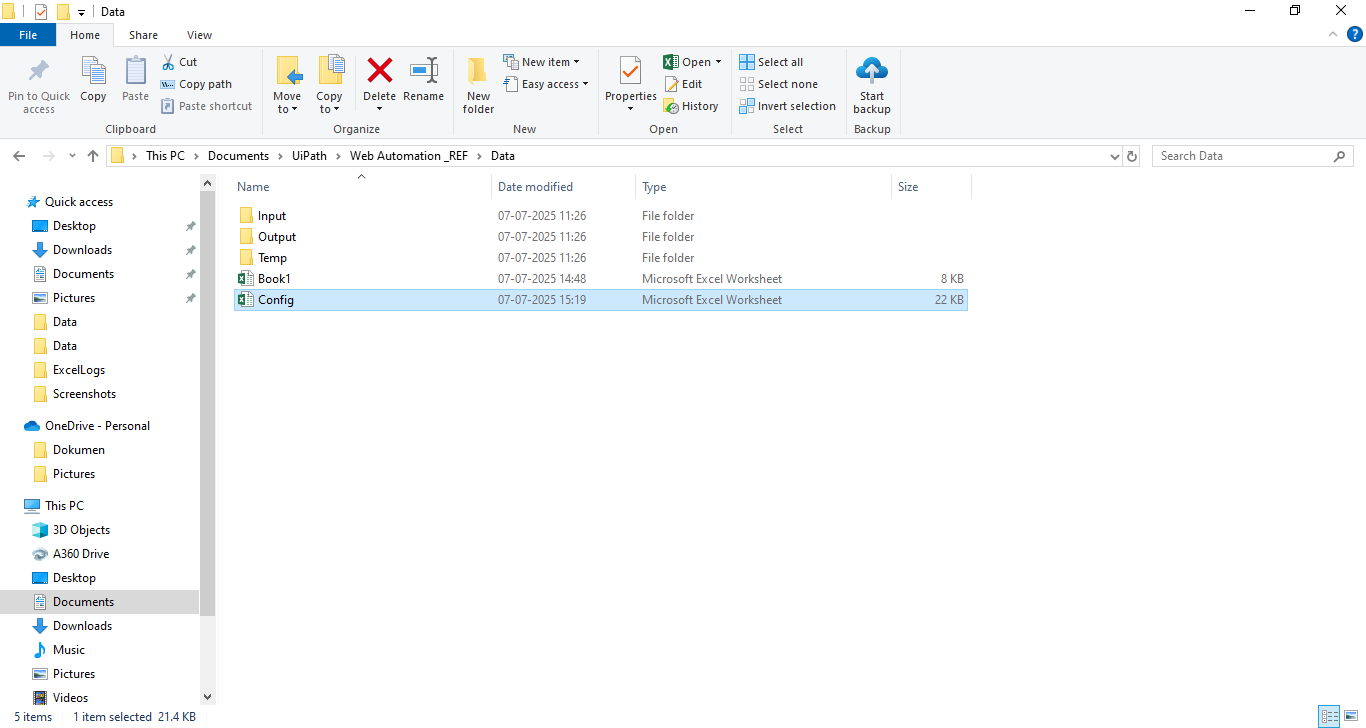 Data
File Home Share View
Pin to Quick access
Copy
Paste
Cut
Copy path
Paste shortcut
Clipboard
Move to
Copy to
Delete
Rename
Organize
New folder
New item
Easy access
New
Properties
Open
Edit
History
Open
Select all
Select none
Invert selection
Select
Start backup
Backup
This PC > Documents > UiPath > Web Automation _REF > Data
Search Data
Quick access
Desktop
Downloads
Documents
Pictures
Data
Data
ExcelLogs
Screenshots
OneDrive - Personal
Dokumen
Pictures
This PC
3D Objects
A360 Drive
Desktop
Documents
Downloads
Music
Pictures
Videos
Name Date modified Type Size
Input 07-07-2025 11:26 File folder
Output 07-07-2025 11:26 File folder
Temp 07-07-2025 11:26 File folder
Book1 07-07-2025 14:48 Microsoft Excel Worksheet 8 KB
Config 07-07-2025 15:19 Microsoft Excel Worksheet 22 KB
5 items 1 item selected 21.4 KB